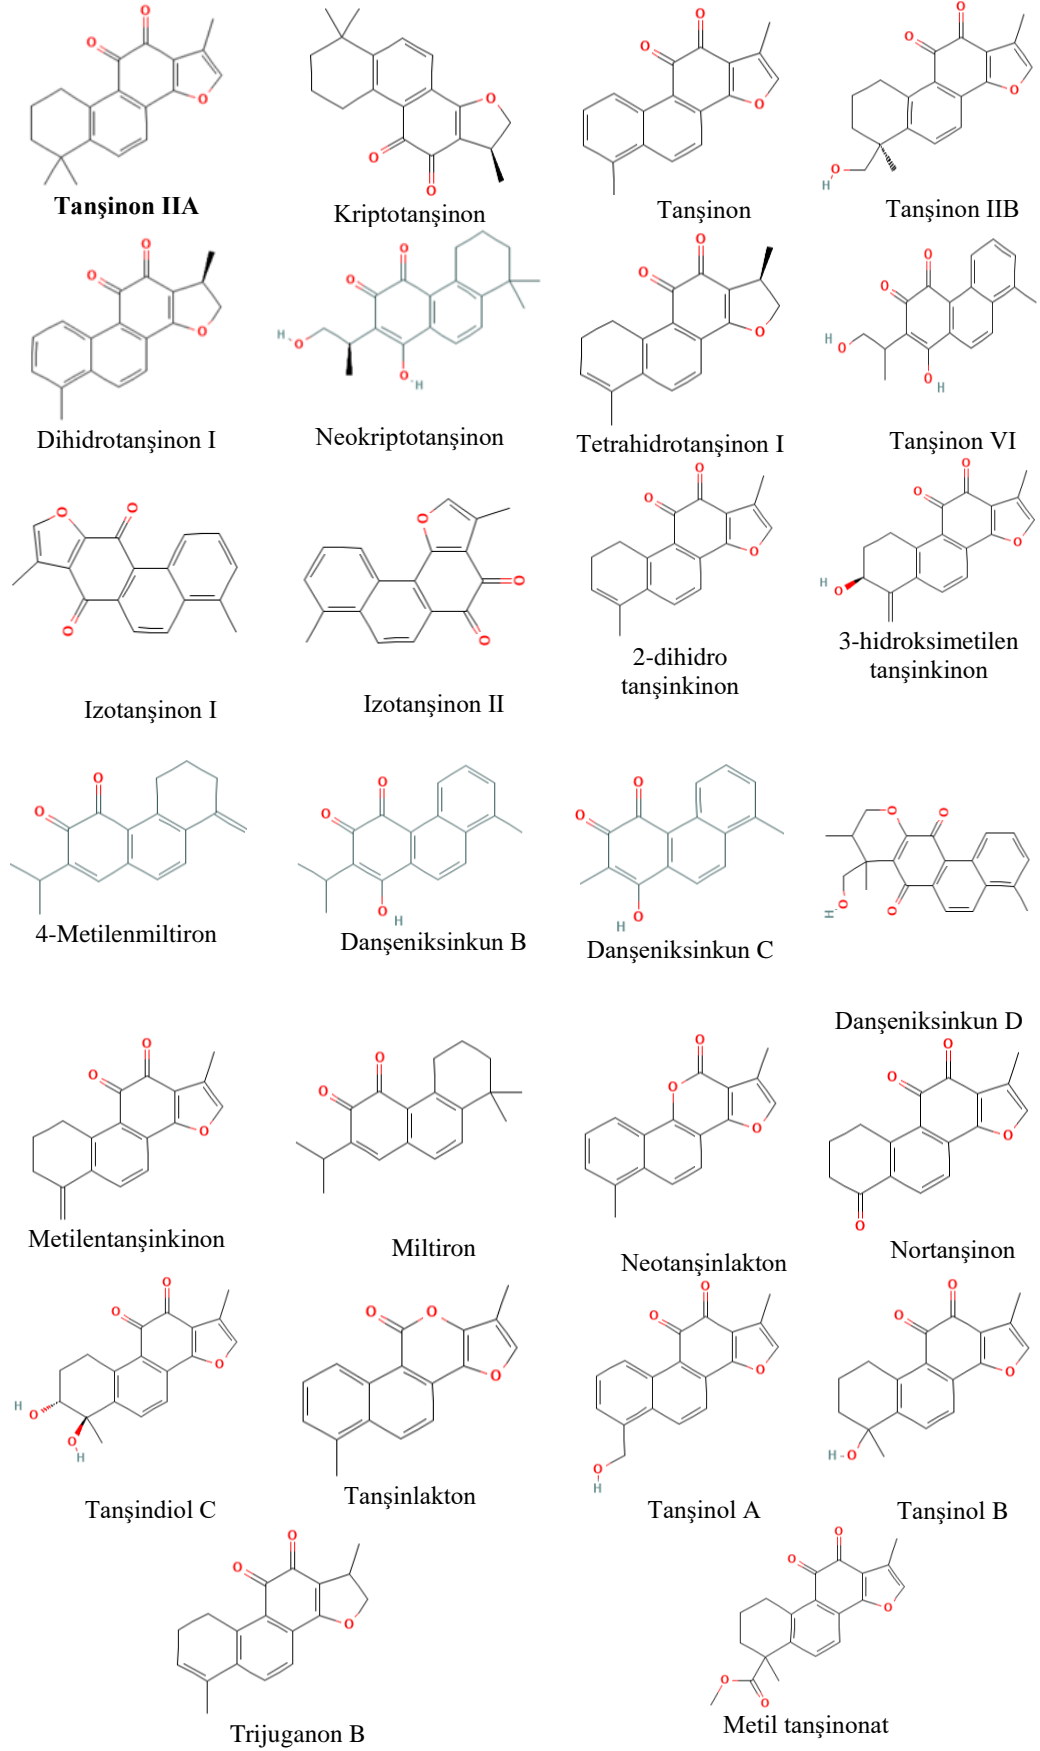 Tanşinon IIA
Kriptotanşinon
Tanşinon
Tanşinon IIB
Dihidrotanşinon I
Neokriptotanşinon
Tetrahidrotanşinon I
Tanşinon VI
Izotanşinon I
Izotanşinon II
2-dihidro
tanşinkinon
3-hidroksimetilen
tanşinkinon
4-Metilenmiltiron
Danşeniksinkun B
Danşeniksinkun C
Danşeniksinkun D
Metilentanşinkinon
Miltiron
Neotanşinlakton
Nortanşinon
Tanşindiol C
Tanşinlakton
Tanşinol A
Tanşinol B
Trijuganon B
Metil tanşinonat